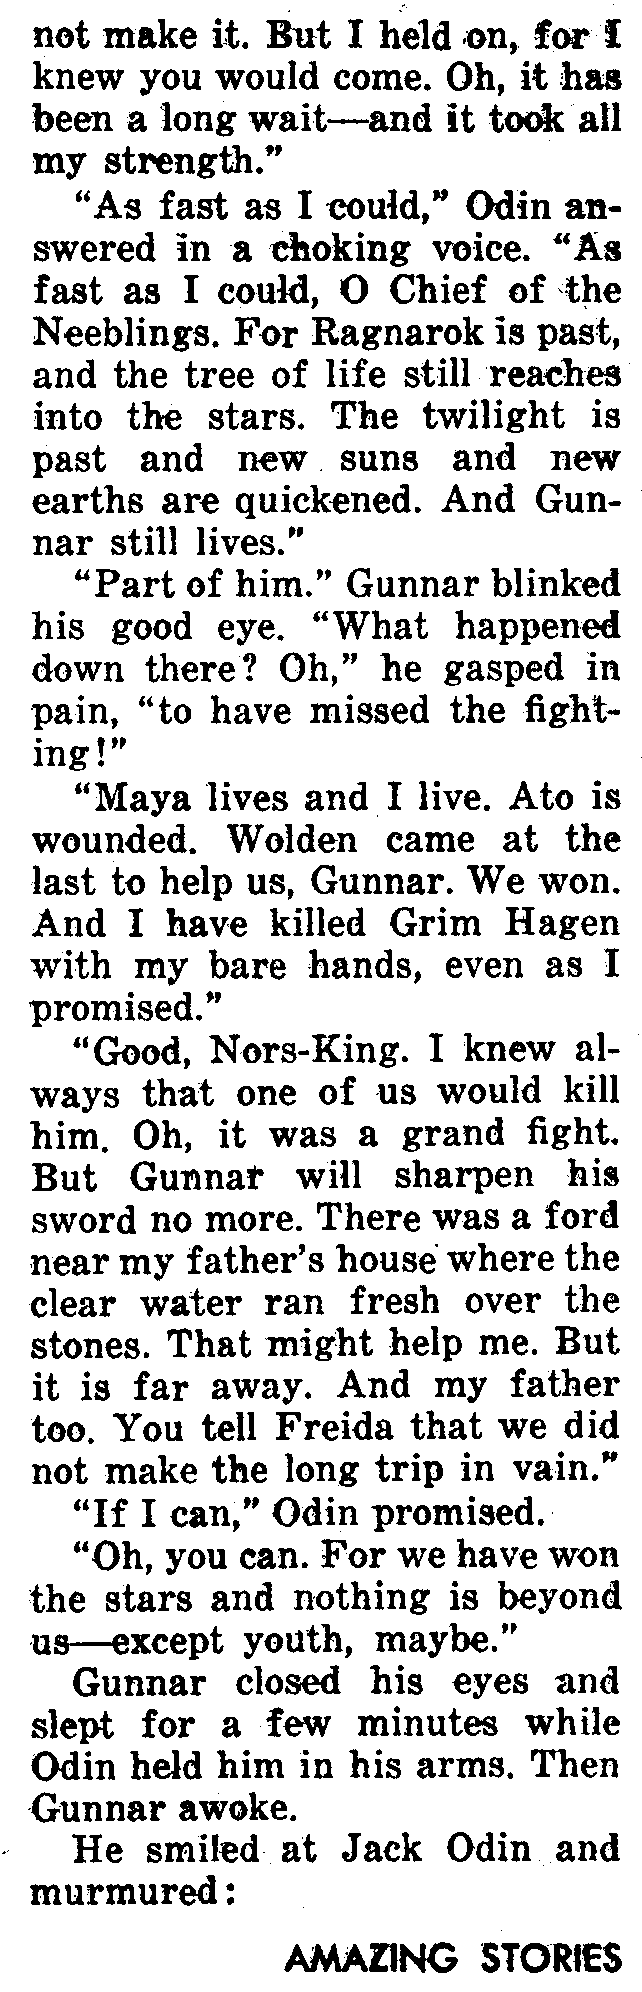 not make it. But I held on, for I
knew you would come. Oh, it has
been a long wait—and it took all
my strength."
"As fast as I could," Odin an-
swered in a choking voice. "As
fast as I could, O Chief of the
Neeblings. For Ragnarok is past,
and the tree of life still reaches
into the stars. The twilight is
past and new suns and new
earths are quickened. And Gun-
nar still lives."
"Part of him." Gunnar blinked
his good eye. "What happened
down there? Oh," he gasped in
pain, "to have missed the fight-
ing!"
"Maya lives and I live. Ato is
wounded. Wolden came at the
last to help us, Gunnar. We won.
And I have killed Grim Hagen
with my bare hands, even as I
promised."
"Good, Nors-King. I knew al-
ways that one of us would kill
him. Oh, it was a grand fight.
But Gunnar will sharpen his
sword no more. There was a ford
near my father's house where the
clear water ran fresh over the
stones. That might help me. But
it is far away. And my father
too. You tell Freida that we did
not make the long trip in vain."
"If I can," Odin promised.
"Oh, you can. For we have won
the stars and nothing is beyond
us—except youth, maybe."
Gunnar closed his eyes and
slept for a few minutes while
Odin held him in his arms. Then
Gunnar awoke.
He smiled at Jack Odin and
murmured:
AMAZING STORIES